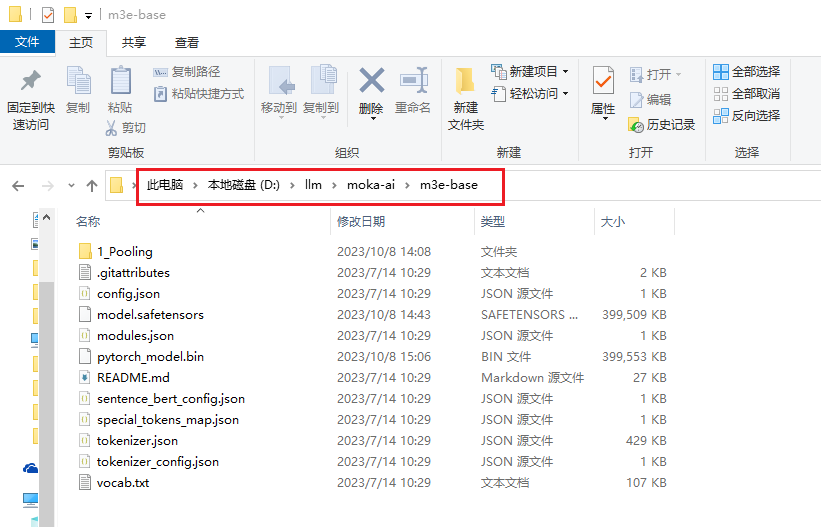 m3e-base
文件 主页 共享 查看
固定到快速访问
复制
粘贴
复制路径
粘贴快捷方式
剪切
剪贴板
移动到
复制到
删除
重命名
组织
新建文件夹
新建项目
轻松访问
新建
属性
打开
编辑
历史记录
打开
全部选择
全部取消
反向选择
选择
此电脑 本地磁盘 (D:) llm moka-ai m3e-base
名称 修改日期 类型 大小
1_Pooling 2023/10/8 14:08 文件夹
.gitattributes 2023/7/14 10:29 文本文档 2 KB
config.json 2023/7/14 10:29 JSON 源文件 1 KB
model.safetensors 2023/10/8 14:43 SAFETENSORS ... 399,509 KB
modules.json 2023/7/14 10:29 JSON 源文件 1 KB
pytorch_model.bin 2023/10/8 15:06 BIN 文件 399,553 KB
README.md 2023/7/14 10:29 Markdown 源文件 27 KB
sentence_bert_config.json 2023/7/14 10:29 JSON 源文件 1 KB
special_tokens_map.json 2023/7/14 10:29 JSON 源文件 1 KB
tokenizer.json 2023/7/14 10:29 JSON 源文件 429 KB
tokenizer_config.json 2023/7/14 10:29 JSON 源文件 1 KB
vocab.txt 2023/7/14 10:29 文本文档 107 KB